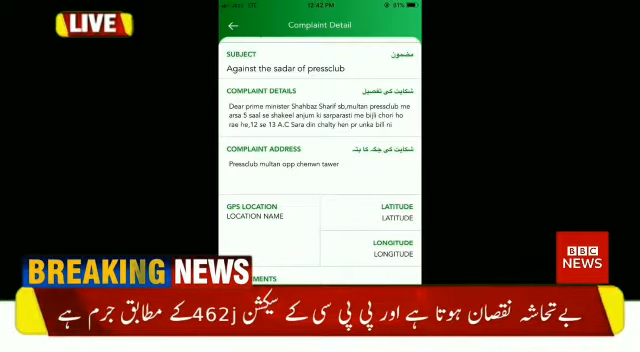 LIVE
12:42 PM
81%
Complaint Detail
SUBJECT
مضمون
Against the sadar of pressclub
COMPLAINT DETAILS
شکایت کی تفصیل
Dear prime minister Shahbaz Sharif sb,multan pressclub me
arsa 5 saal se shakeel anjum ki sarparasti me bijli chori ho
rae he,12 se 13 A.C Sara din chalty hen pr unka bill ni
COMPLAINT ADDRESS
شکایت کی جگہ کا پتہ
Pressclub multan opp chenwn tawer
GPS LOCATION
LOCATION NAME
LATITUDE
LATITUDE
LONGITUDE
LONGITUDE
BREAKING NEWS
BBC
NEWS
بے تحاشہ نقصان ہوتا ہے اور پی پی سی کے سیکشن 462j کے مطابق جرم ہے